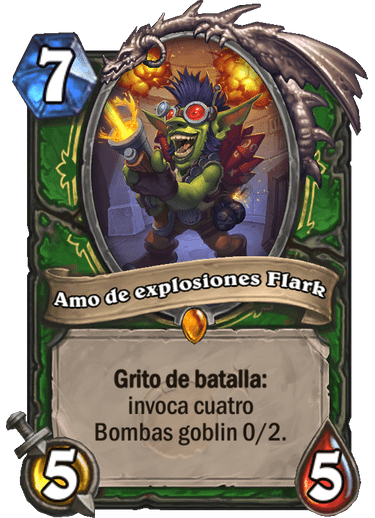 7
Amo de explosiones Flark
Grito de batalla:
invoca cuatro
Bombas goblin 0/2.
5
5